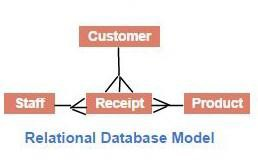 Customer
Staff Receipt Product
Relational Database Model